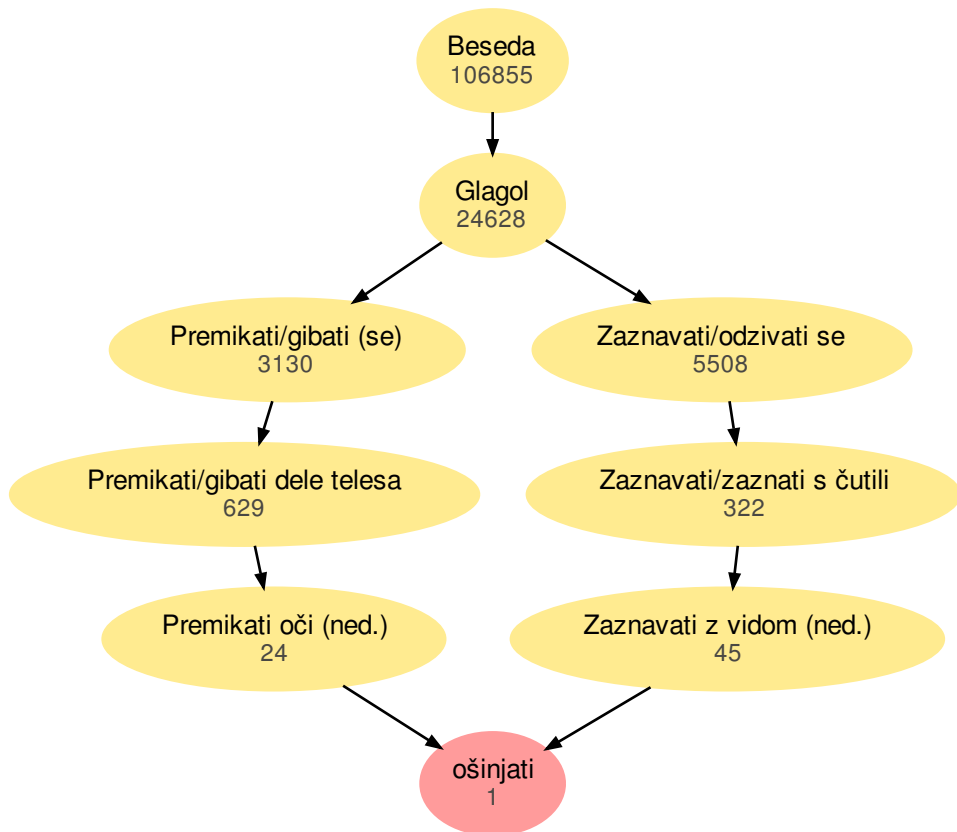 Beseda
106855
Glagol
24628
Premikati/gibati (se)
3130
Zaznavati/odzivati se
5508
Premikati/gibati dele telesa
629
Zaznavati/zaznati s čutili
322
Premikati oči (ned.)
24
Zaznavati z vidom (ned.)
45
ošinjati
1